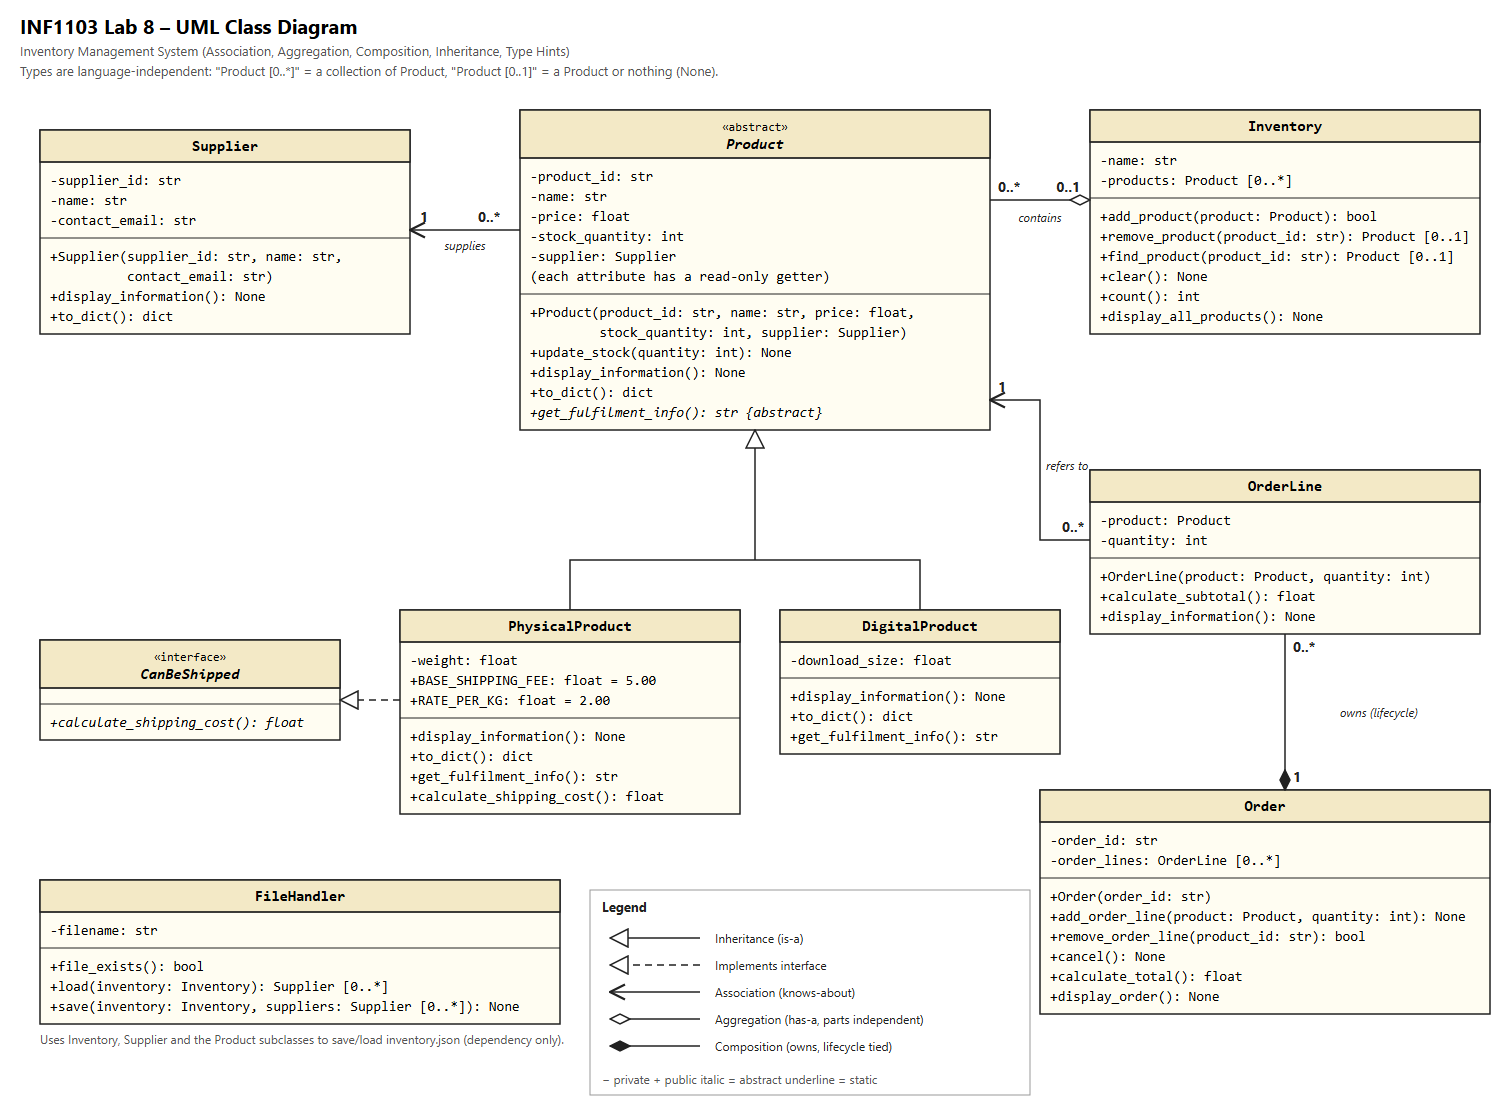 INF1103 Lab 8 – UML Class Diagram
Inventory Management System (Association, Aggregation, Composition, Inheritance, Type Hints)
Types are language-independent: "Product [0..*]" = a collection of Product, "Product [0..1]" = a Product or nothing (None).
Supplier
-supplier_id: str
-name: str
-contact_email: str
+Supplier(supplier_id: str, name: str,
contact_email: str)
+display_information(): None
+to_dict(): dict
1
0..*
supplies
«abstract»
Product
-product_id: str
-name: str
-price: float
-stock_quantity: int
-supplier: Supplier
(each attribute has a read-only getter)
+Product(product_id: str, name: str, price: float,
stock_quantity: int, supplier: Supplier)
+update_stock(quantity: int): None
+display_information(): None
+to_dict(): dict
+get_fulfilment_info(): str {abstract}
0..*
0..1
contains
Inventory
-name: str
-products: Product [0..*]
+add_product(product: Product): bool
+remove_product(product_id: str): Product [0..1]
+find_product(product_id: str): Product [0..1]
+clear(): None
+count(): int
+display_all_products(): None
1
refers to
0..*
OrderLine
-product: Product
-quantity: int
+OrderLine(product: Product, quantity: int)
+calculate_subtotal(): float
+display_information(): None
0..*
owns (lifecycle)
1
«interface»
CanBeShipped
+calculate_shipping_cost(): float
PhysicalProduct
-weight: float
+BASE_SHIPPING_FEE: float = 5.00
+RATE_PER_KG: float = 2.00
+display_information(): None
+to_dict(): dict
+get_fulfilment_info(): str
+calculate_shipping_cost(): float
DigitalProduct
-download_size: float
+display_information(): None
+to_dict(): dict
+get_fulfilment_info(): str
Order
-order_id: str
-order_lines: OrderLine [0..*]
+Order(order_id: str)
+add_order_line(product: Product, quantity: int): None
+remove_order_line(product_id: str): bool
+cancel(): None
+calculate_total(): float
+display_order(): None
FileHandler
-filename: str
+file_exists(): bool
+load(inventory: Inventory): Supplier [0..*]
+save(inventory: Inventory, suppliers: Supplier [0..*]): None
Uses Inventory, Supplier and the Product subclasses to save/load inventory.json (dependency only).
Legend
Inheritance (is-a)
Implements interface
Association (knows-about)
Aggregation (has-a, parts independent)
Composition (owns, lifecycle tied)
− private + public italic = abstract underline = static